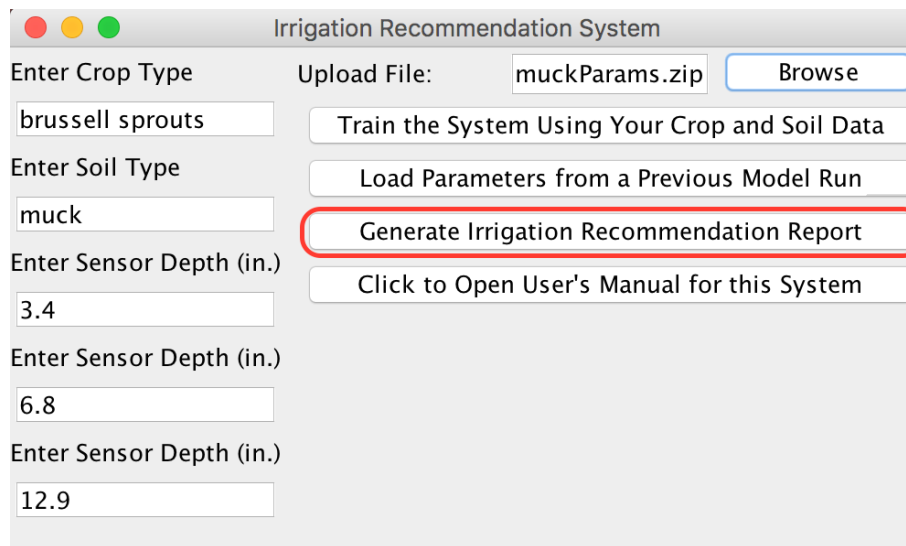 Irrigation Recommendation System
Enter Crop Type
brussell sprouts
Enter Soil Type
muck
Enter Sensor Depth (in.)
3.4
Enter Sensor Depth (in.)
6.8
Enter Sensor Depth (in.)
12.9
Upload File: muckParams.zip Browse
Train the System Using Your Crop and Soil Data
Load Parameters from a Previous Model Run
Generate Irrigation Recommendation Report
Click to Open User's Manual for this System